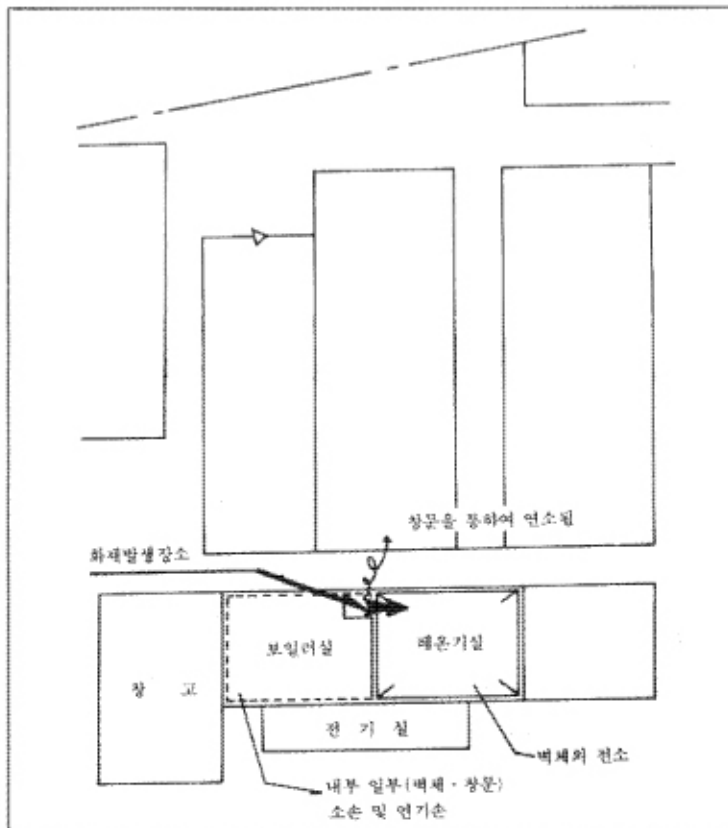 창문을 통하여 연소됨
화재발생장소
보일러실
테온기실
창 고
전 기 실
벽체의 전소
내부 일부(벽체·창문)
소손 및 연기손